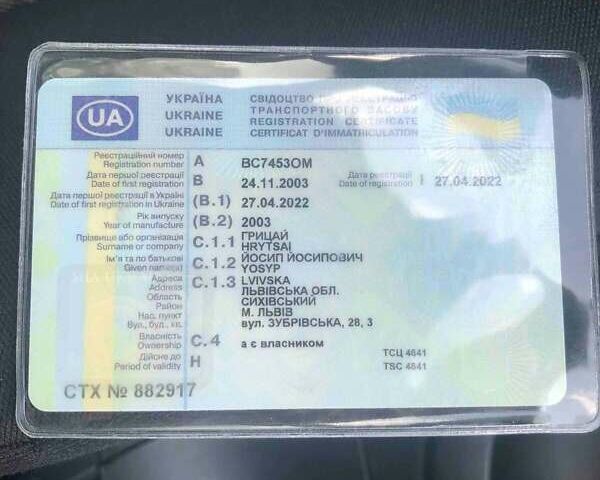 UA
УКРАЇНА СВІДОЦТВО ПРО РЕЄСТРАЦІЮ
UKRAINE ТРАНСПОРТНОГО ЗАСОБУ
REGISTRATION CERTIFICATE
UKRAINE CERTIFICAT D'IMMATRICULATION
Реєстраційний номер
Registration number A BC7453OM
Дата першої реєстрації
Date of first registration B 24.11.2003 Дата реєстрації
Date of registration I 27.04.2022
Дата першої реєстрації в Україні
Date of first registration in Ukraine (B.1) 27.04.2022
Рік випуску
Year of manufacture (B.2) 2003
Прізвище або організація
Surname or company C.1.1 ГРИЦАЙ
HRYTSAI
Ім'я та по батькові
Given name(s) C.1.2 ЙОСИП ЙОСИПОВИЧ
YOSYP
Адреса
Address C.1.3 LVIVSKA
Область ЛЬВІВСЬКА ОБЛ.
Район СИХІВСЬКИЙ
Нас. пункт М. ЛЬВІВ
Вул., буд., кв. вул. ЗУБРІВСЬКА, 28, 3
Власність
Ownership C.4 а є власником
Дійсне до
Period of validity H
ТСЦ 4641
TSC 4641
СТХ № 882917